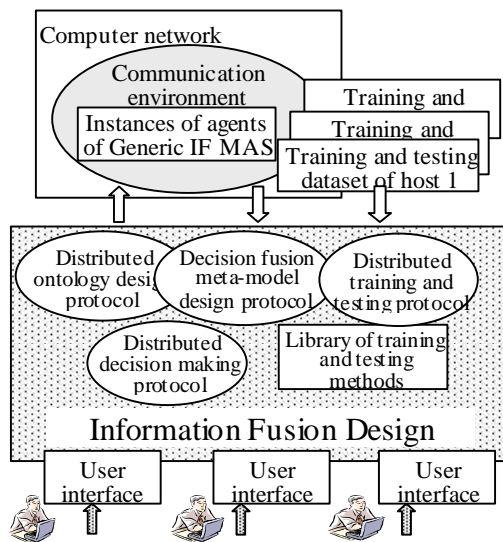 Computer network
Communication
environment
Instances of agents
of Generic IF MAS
Training and
Training and
Training and testing
dataset of host 1
Distributed
ontology design
protocol
Decision fusion
meta-model
design protocol
Distributed
training and
testing protocol
Distributed
decision making
protocol
Library of training
and testing
methods
Information Fusion Design
User
interface
User
interface
User
interface